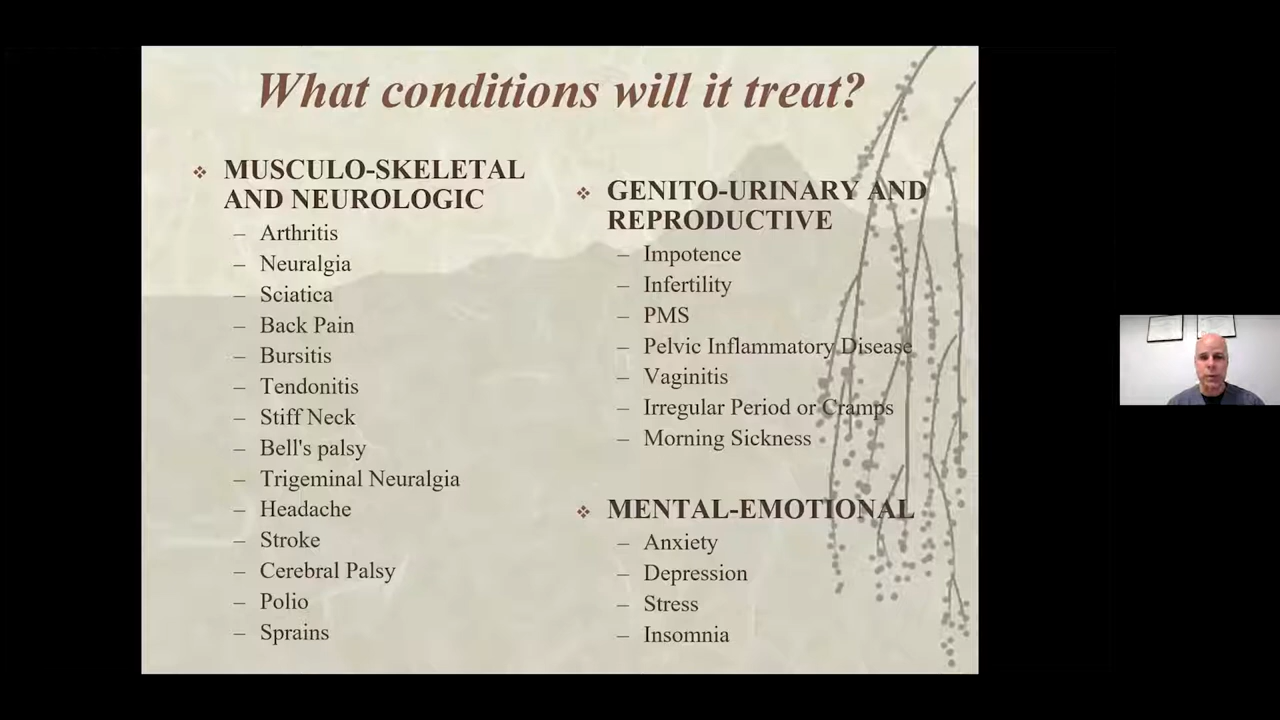 What conditions will it treat?
❖ MUSCULO-SKELETAL
AND NEUROLOGIC
– Arthritis
– Neuralgia
– Sciatica
– Back Pain
– Bursitis
– Tendonitis
– Stiff Neck
– Bell's palsy
– Trigeminal Neuralgia
– Headache
– Stroke
– Cerebral Palsy
– Polio
– Sprains
❖ GENITO-URINARY AND
REPRODUCTIVE
– Impotence
– Infertility
– PMS
– Pelvic Inflammatory Disease
– Vaginitis
– Irregular Period or Cramps
– Morning Sickness
❖ MENTAL-EMOTIONAL
– Anxiety
– Depression
– Stress
– Insomnia